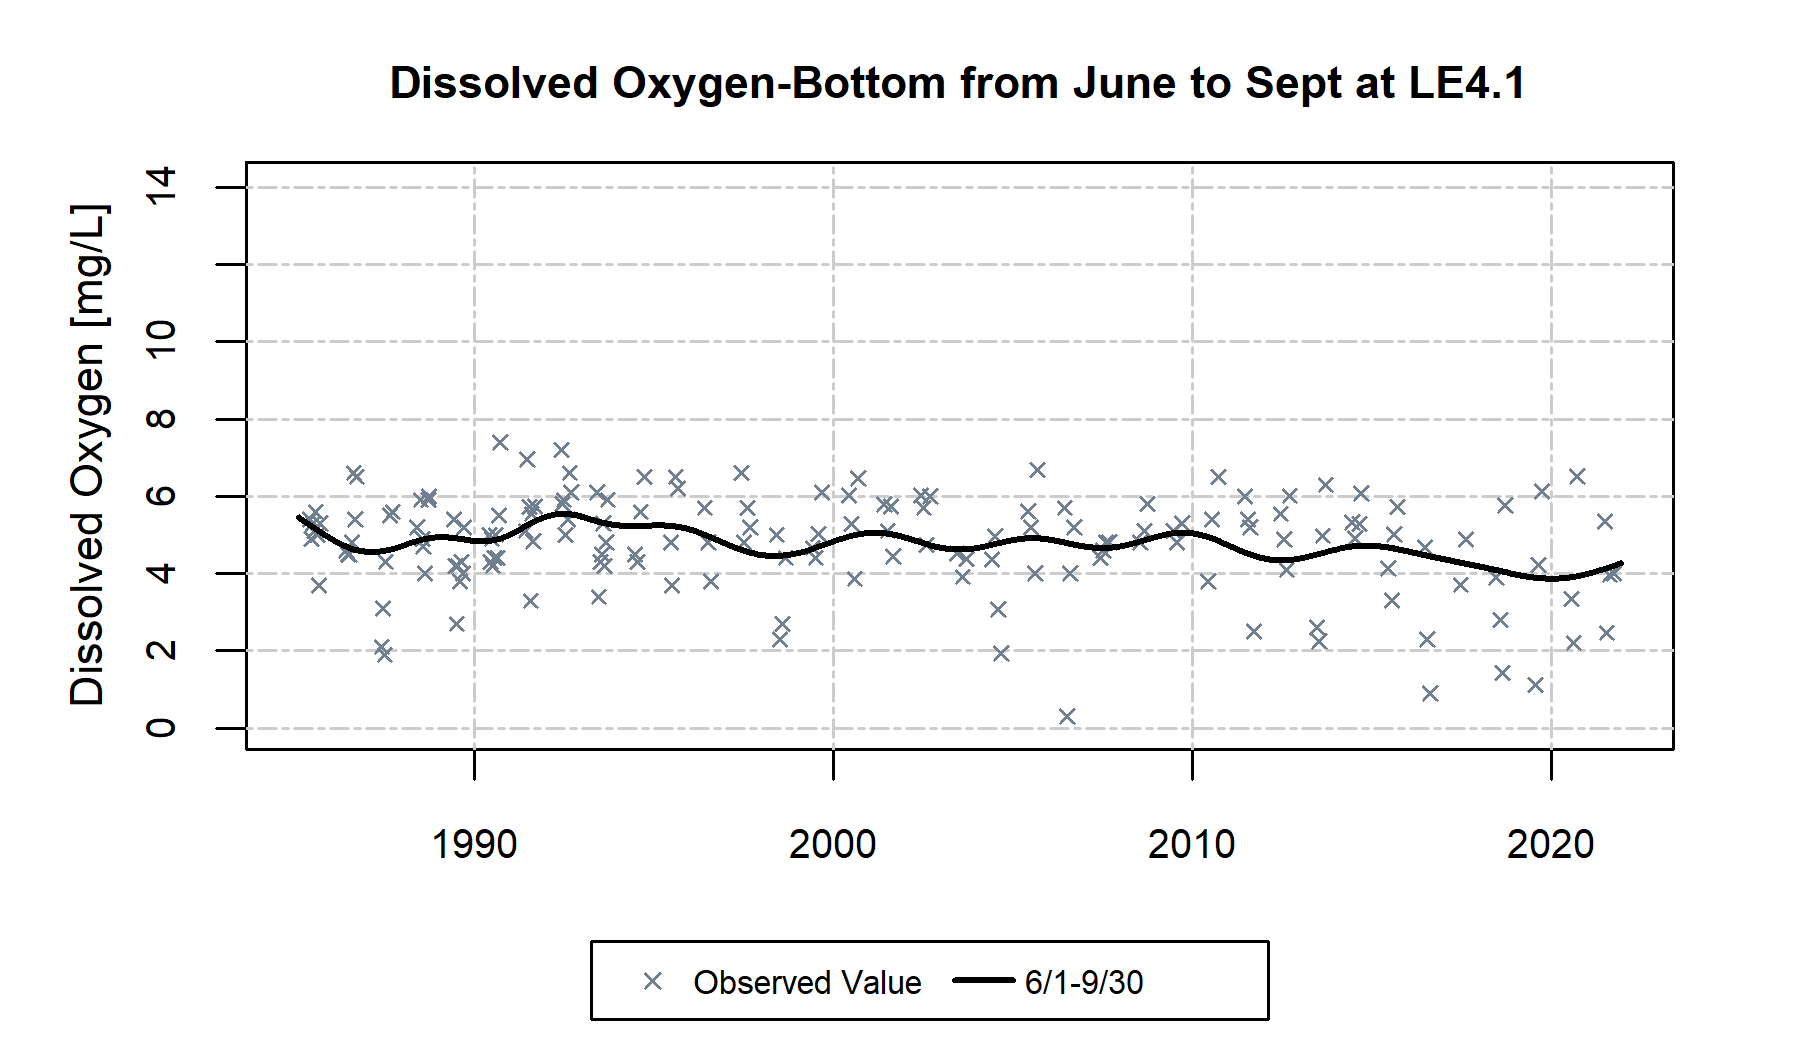 Dissolved Oxygen-Bottom from June to Sept at LE4.1
Dissolved Oxygen [mg/L]
14
10
8
6
4
2
0
1990 2000 2010 2020
Observed Value 6/1-9/30